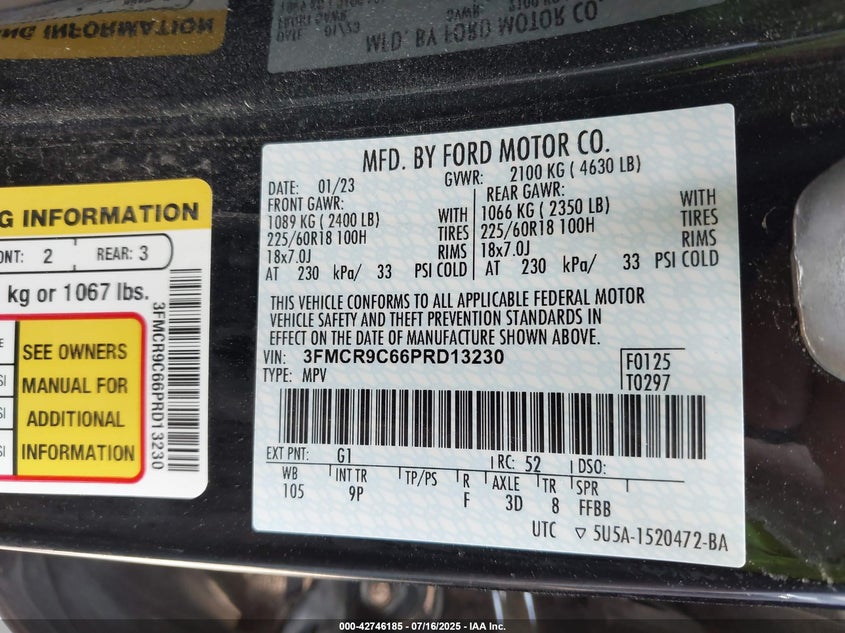 MFD. BY FORD MOTOR CO.
01/23
NG INFORMATION
MFD. BY FORD MOTOR CO.
DATE: 01/23 GVWR: 2100 KG ( 4630 LB)
FRONT GAWR: REAR GAWR:
1089 KG ( 2400 LB) WITH 1066 KG ( 2350 LB) WITH
225/60R18 100H TIRES 225/60R18 100H TIRES
18x7.0J RIMS 18x7.0J RIMS
AT 230 kPa/ 33 PSI COLD AT 230 kPa/ 33 PSI COLD
THIS VEHICLE CONFORMS TO ALL APPLICABLE FEDERAL MOTOR
VEHICLE SAFETY AND THEFT PREVENTION STANDARDS IN
EFFECT ON THE DATE OF MANUFACTURE SHOWN ABOVE.
VIN: 3FMCR9C66PRD13230
TYPE: MPV
F0125
T0297
EXT PNT: G1 RC: 52 DSO:
WB INT TR TP/PS R AXLE TR SPR
105 9P F 3D 8 FFBB
UTC ▽ 5U5A-1520472-BA
G INFORMATION
ONT: 2 REAR: 3
kg or 1067 lbs.
SEE OWNERS
MANUAL FOR
ADDITIONAL
INFORMATION
3FMCR9C66PRD13230
000-42746185 - 07/16/2025 - IAA Inc.